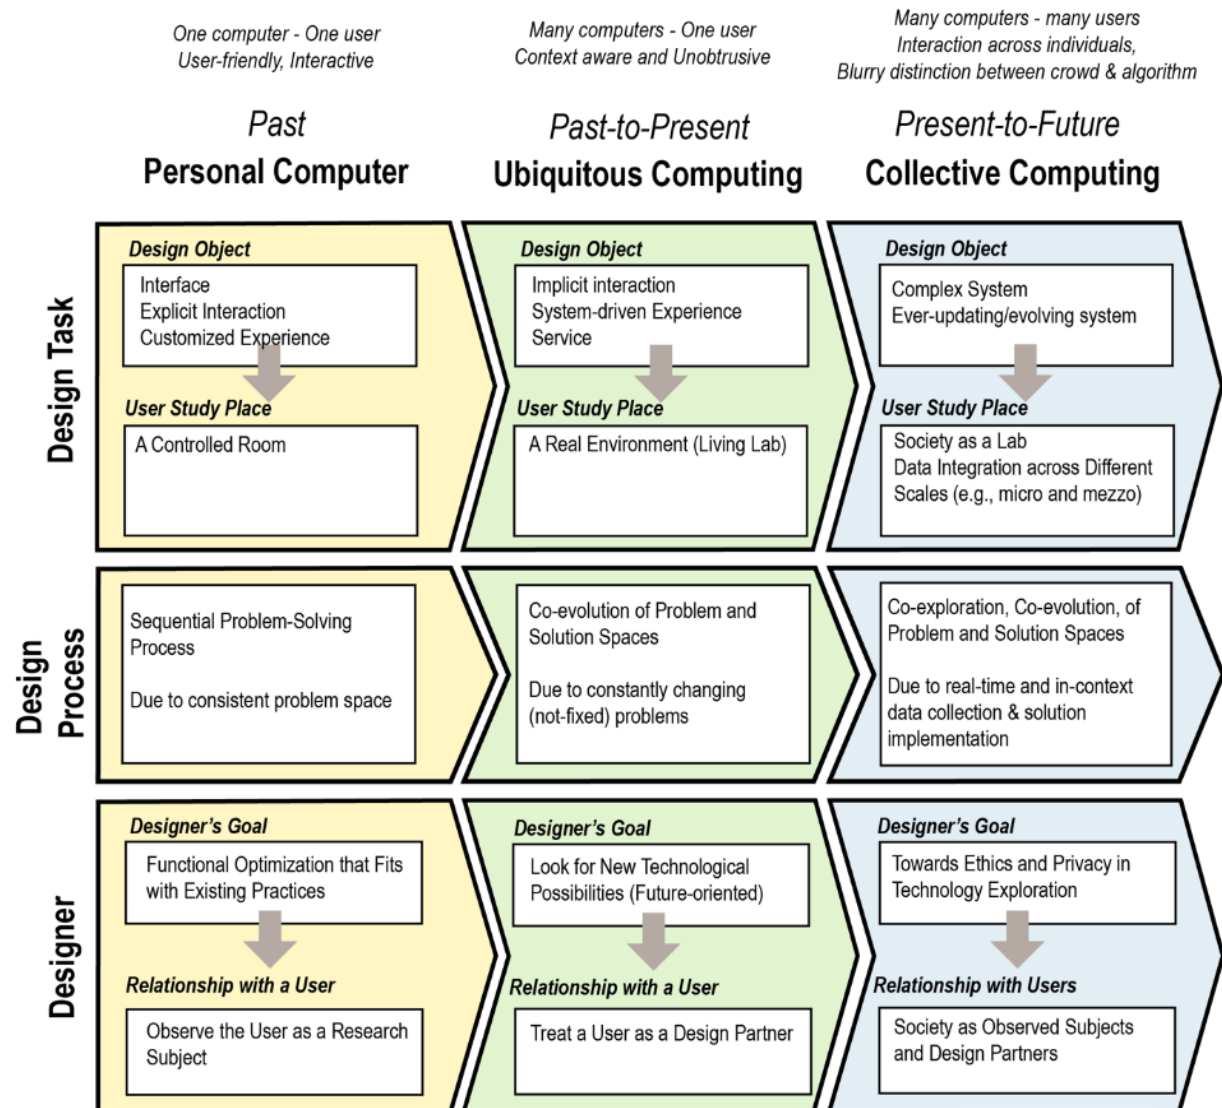 One computer - One user
User-friendly, Interactive
Past
Personal Computer
Many computers - One user
Context aware and Unobtrusive
Past-to-Present
Ubiquitous Computing
Many computers - many users
Interaction across individuals,
Blurry distinction between crowd & algorithm
Present-to-Future
Collective Computing
Design Task
Design Object
Interface
Explicit Interaction
Customized Experience
User Study Place
A Controlled Room
Design Object
Implicit interaction
System-driven Experience
Service
User Study Place
A Real Environment (Living Lab)
Design Object
Complex System
Ever-updating/evolving system
User Study Place
Society as a Lab
Data Integration across Different
Scales (e.g., micro and mezzo)
Design
Process
Sequential Problem-Solving
Process
Due to consistent problem space
Co-evolution of Problem and
Solution Spaces
Due to constantly changing
(not-fixed) problems
Co-exploration, Co-evolution, of
Problem and Solution Spaces
Due to real-time and in-context
data collection & solution
implementation
Designer
Designer's Goal
Functional Optimization that Fits
with Existing Practices
Relationship with a User
Observe the User as a Research
Subject
Designer's Goal
Look for New Technological
Possibilities (Future-oriented)
Relationship with a User
Treat a User as a Design Partner
Designer's Goal
Towards Ethics and Privacy in
Technology Exploration
Relationship with Users
Society as Observed Subjects
and Design Partners